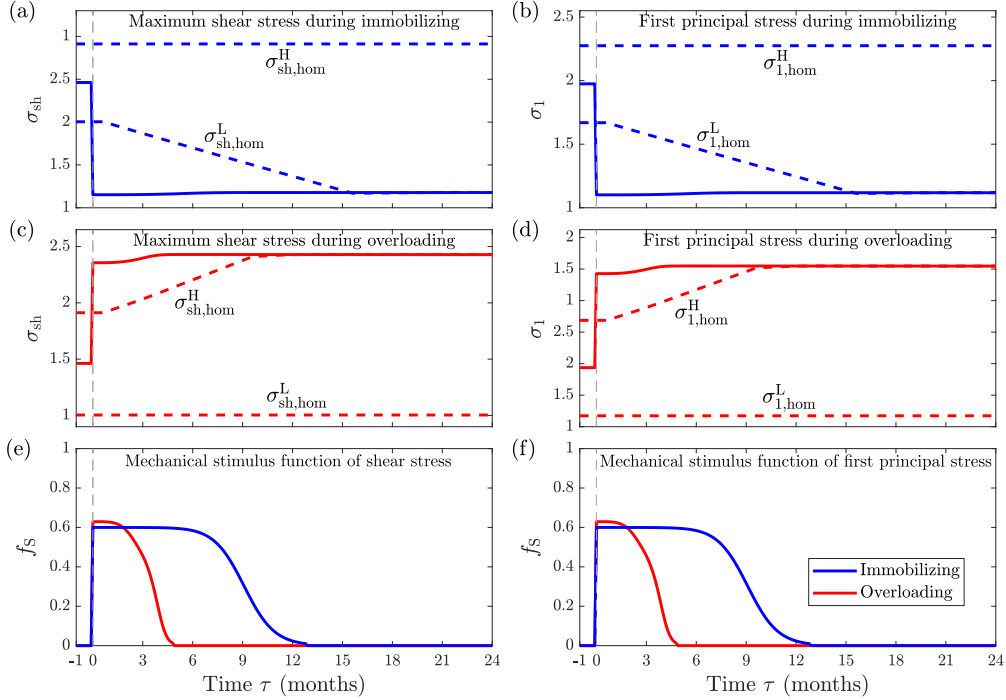 (a)
Maximum shear stress during immobilizing
1
2.5
2
1.5
1
σ_sh
σ^H_sh,hom
σ^L_sh,hom
(b)
First principal stress during immobilizing
2.5
2
1.5
1
σ_1
σ^H_1,hom
σ^L_1,hom
(c)
Maximum shear stress during overloading
2.5
2
1.5
1
σ_sh
σ^H_sh,hom
σ^L_sh,hom
(d)
First principal stress during overloading
2
1.5
1
2.5
2
1.5
1
σ_1
σ^H_1,hom
σ^L_1,hom
(e)
Mechanical stimulus function of shear stress
1
0.8
0.6
0.4
0.2
0
f_S
-1 0 3 6 9 12 15 18 21 24
Time τ (months)
(f)
Mechanical stimulus function of first principal stress
1
0.8
0.6
0.4
0.2
0
f_S
Immobilizing
Overloading
-1 0 3 6 9 12 15 18 21 24
Time τ (months)